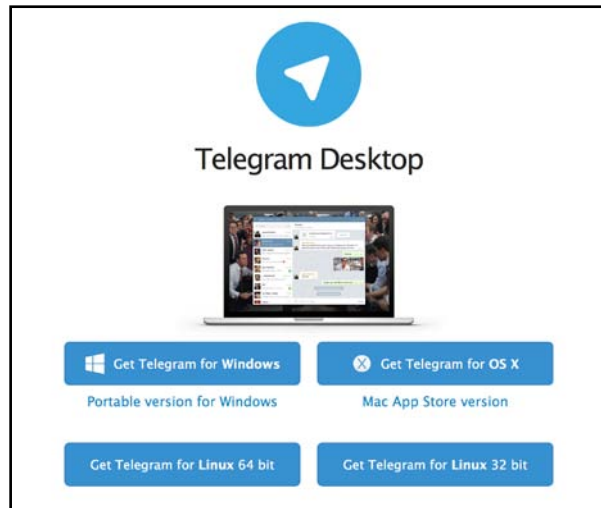 Telegram Desktop
Get Telegram for Windows
Get Telegram for OS X
Portable version for Windows
Mac App Store version
Get Telegram for Linux 64 bit
Get Telegram for Linux 32 bit